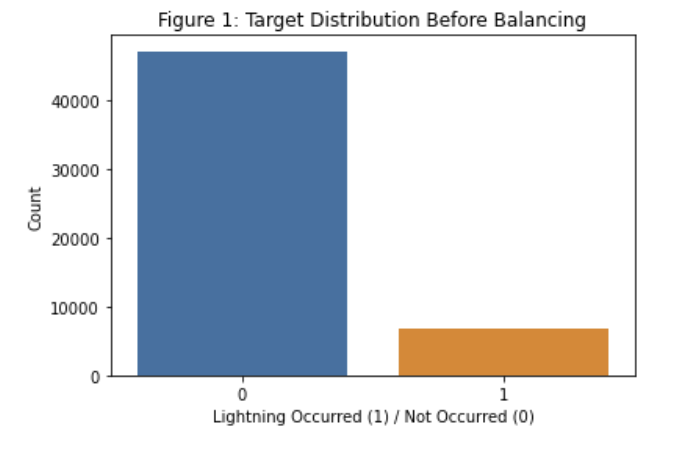 Figure 1: Target Distribution Before Balancing
40000
30000
20000
10000
0
Count
0 1
Lightning Occurred (1) / Not Occurred (0)